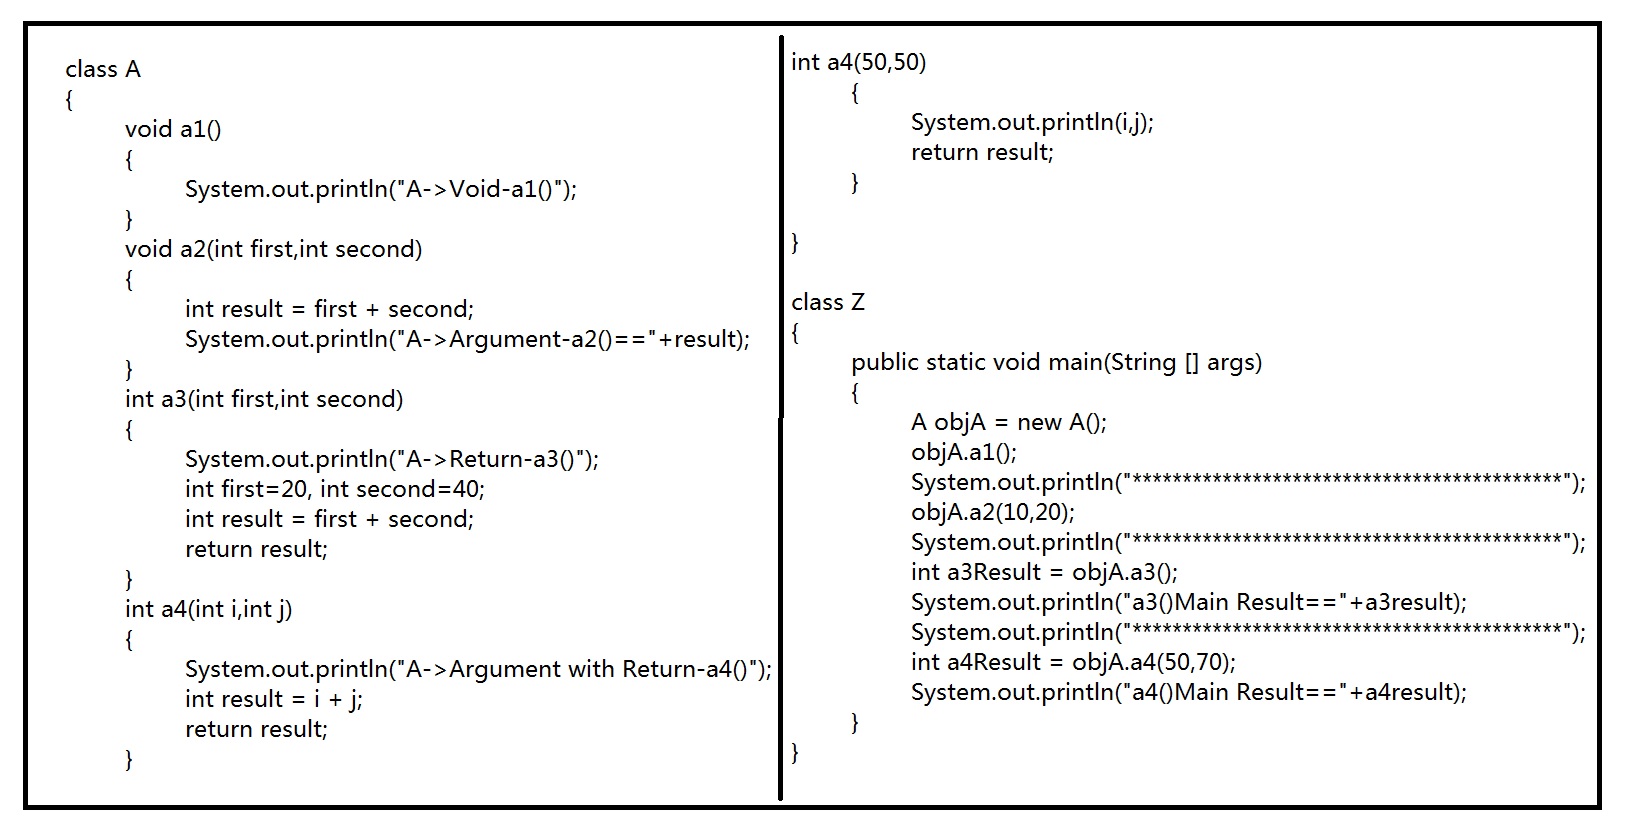 class A
{
void a1()
{
System.out.println("A->Void-a1()");
}
void a2(int first,int second)
{
int result = first + second;
System.out.println("A->Argument-a2()=="+result);
}
int a3(int first,int second)
{
System.out.println("A->Return-a3()");
int first=20, int second=40;
int result = first + second;
return result;
}
int a4(int i,int j)
{
System.out.println("A->Argument with Return-a4()");
int result = i + j;
return result;
}
int a4(50,50)
{
System.out.println(i,j);
return result;
}
}
class Z
{
public static void main(String [] args)
{
A objA = new A();
objA.a1();
System.out.println("*******************************************");
objA.a2(10,20);
System.out.println("*******************************************");
int a3Result = objA.a3();
System.out.println("a3()Main Result=="+a3result);
System.out.println("*******************************************");
int a4Result = objA.a4(50,70);
System.out.println("a4()Main Result=="+a4result);
}
}